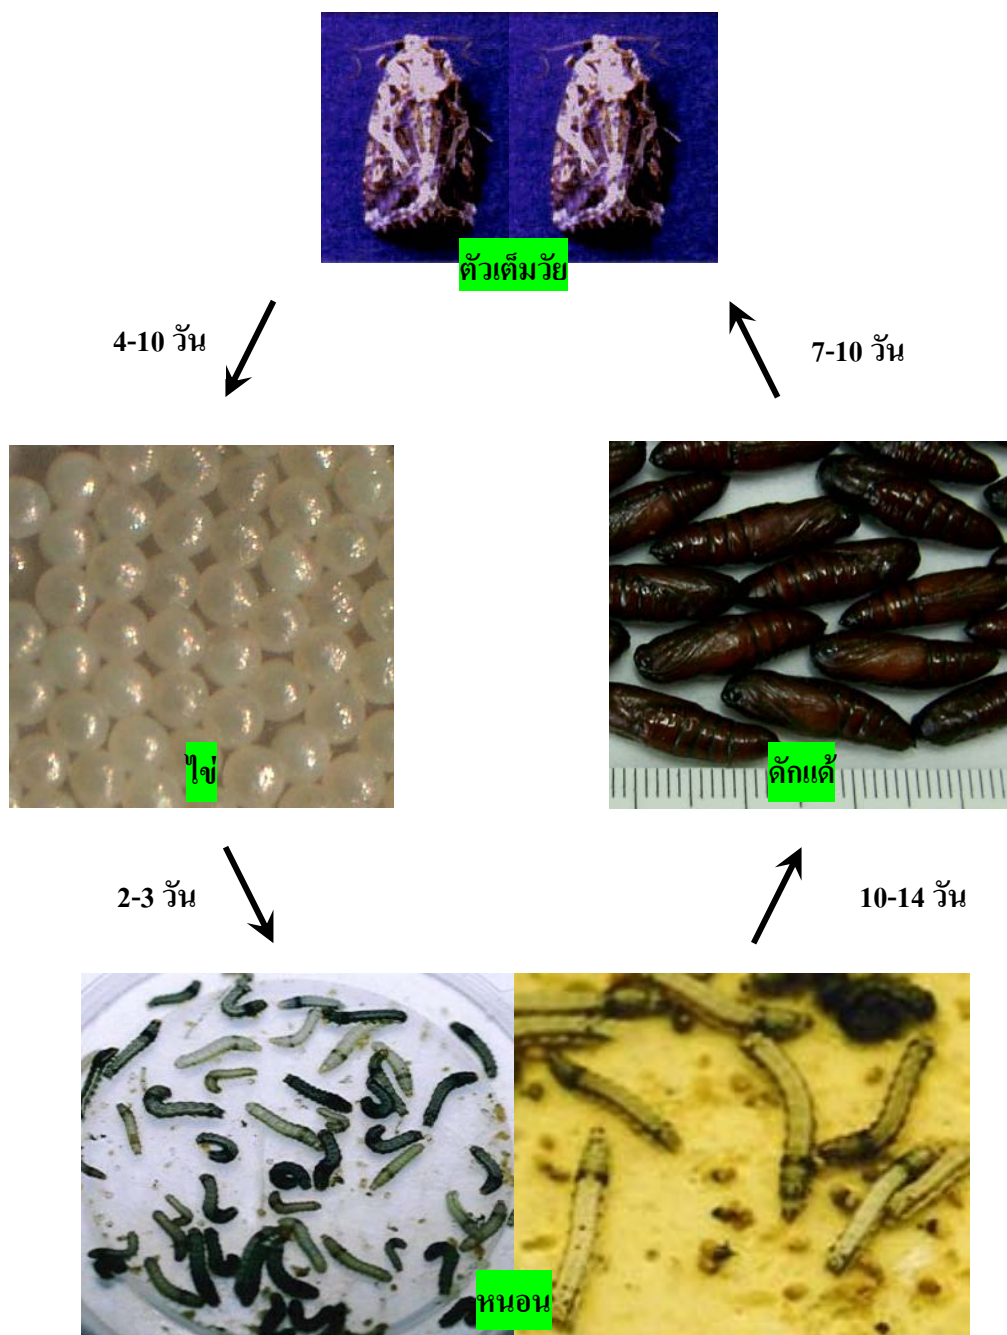 ตัวเต็มวัย
4-10 วัน
7-10 วัน
ไข่
ดักแด้
2-3 วัน
10-14 วัน
หนอน